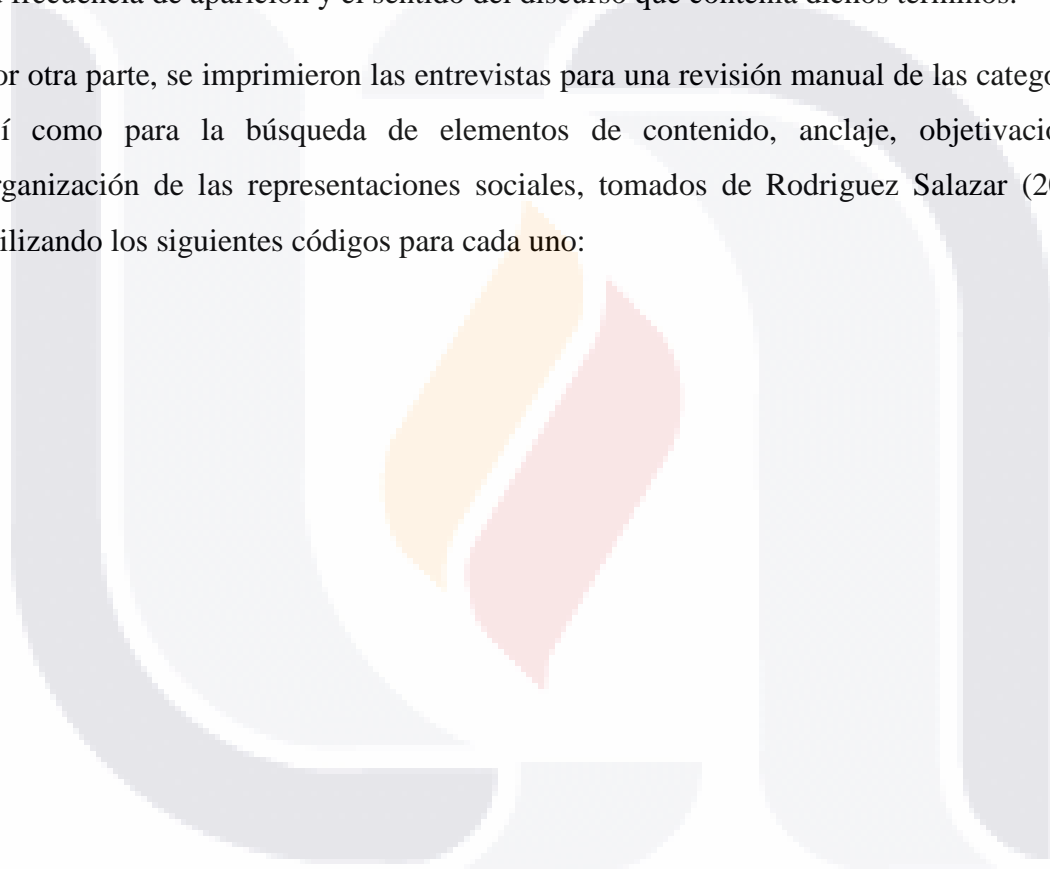 frecuencia de aparición y el sentido del discurso que contenía dichos términos.
or otra parte, se imprimieron las entrevistas para una revisión manual de las catego
í como para la búsqueda de elementos de contenido, anclaje, objetivacio
rganización de las representaciones sociales, tomados de Rodriguez Salazar (20
ilizando los siguientes códigos para cada uno: